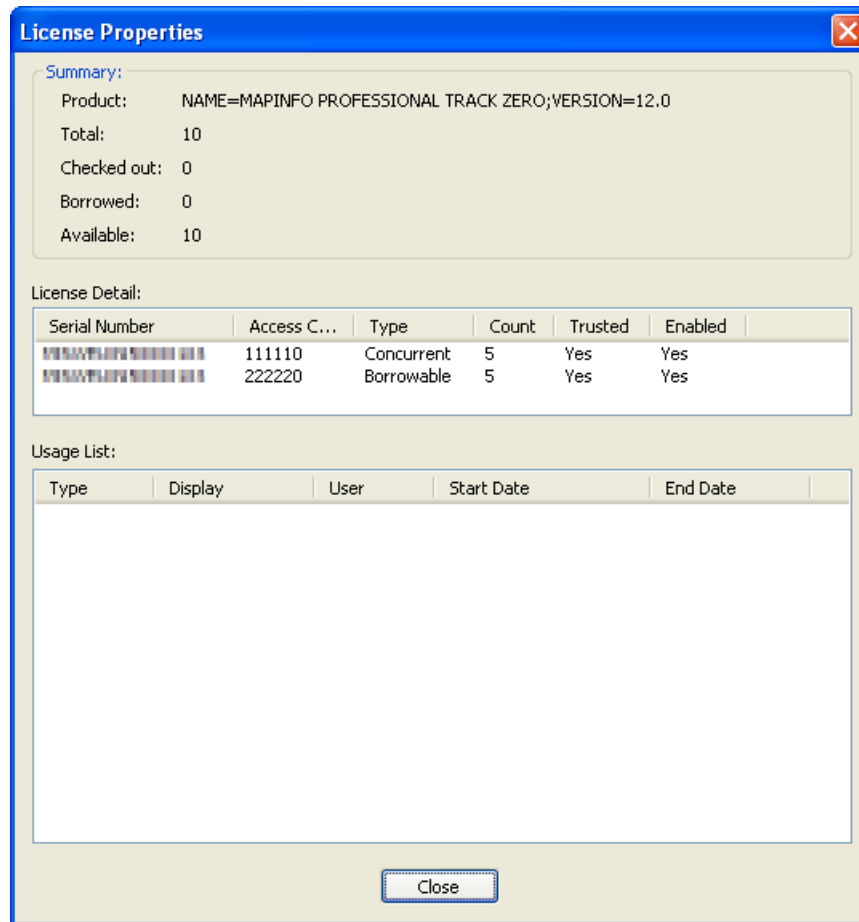 License Properties
Summary:
Product: NAME=MAPINFO PROFESSIONAL TRACK ZERO;VERSION=12.0
Total: 10
Checked out: 0
Borrowed: 0
Available: 10
License Detail:
Serial Number Access C... Type Count Trusted Enabled
111110 Concurrent 5 Yes Yes
222220 Borrowable 5 Yes Yes
Usage List:
Type Display User Start Date End Date
Close